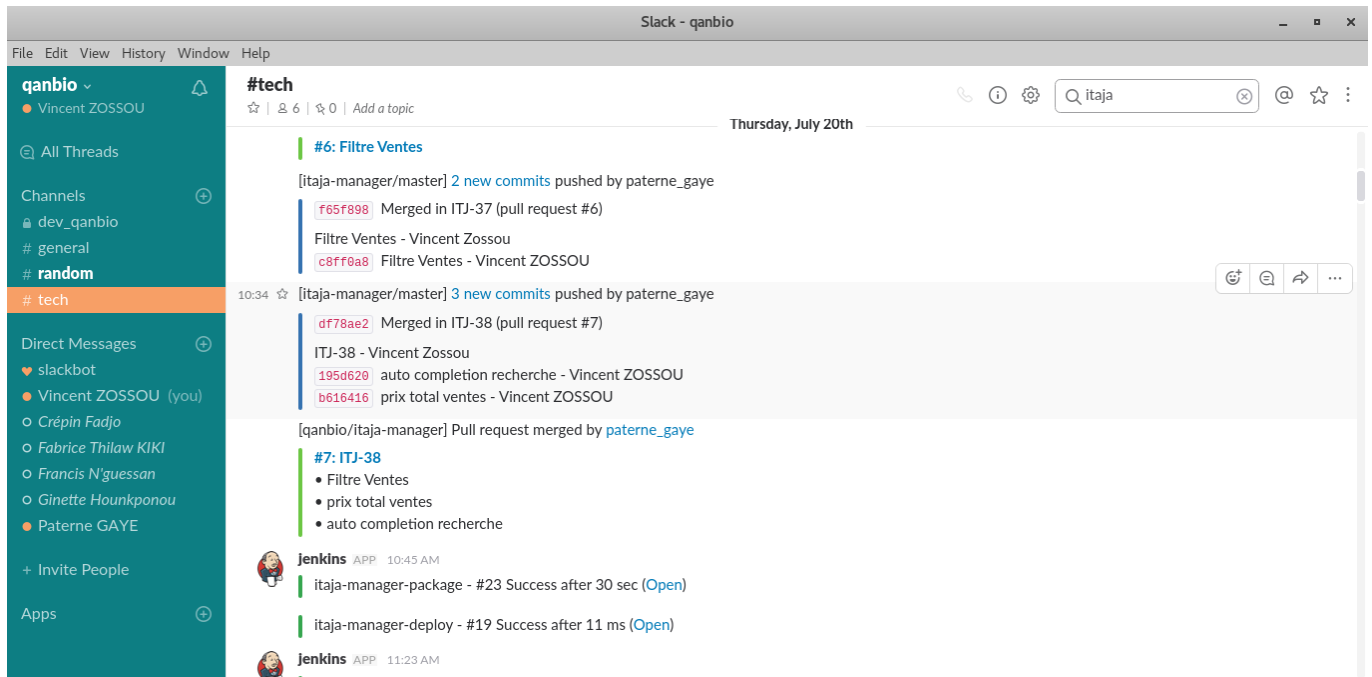 Slack - qanbio
File Edit View History Window Help
qanbio
Vincent ZOSSOU
All Threads
Channels
dev_qanbio
# general
# random
# tech
Direct Messages
slackbot
Vincent ZOSSOU (you)
Crépin Fadjo
Fabrice Thilaw KIKI
Francis N'guessan
Ginette Hounkponou
Paterne GAYE
+ Invite People
Apps
#tech
6 | 0 | Add a topic
itaja
Thursday, July 20th
#6: Filtre Ventes
[itaja-manager/master] 2 new commits pushed by paterne_gaye
f65f898 Merged in ITJ-37 (pull request #6)
Filtre Ventes - Vincent Zossou
c8ff0a8 Filtre Ventes - Vincent ZOSSOU
10:34 [itaja-manager/master] 3 new commits pushed by paterne_gaye
df78ae2 Merged in ITJ-38 (pull request #7)
ITJ-38 - Vincent Zossou
195d620 auto completion recherche - Vincent ZOSSOU
b616416 prix total ventes - Vincent ZOSSOU
[qanbio/itaja-manager] Pull request merged by paterne_gaye
#7: ITJ-38
• Filtre Ventes
• prix total ventes
• auto completion recherche
jenkins APP 10:45 AM
itaja-manager-package - #23 Success after 30 sec (Open)
itaja-manager-deploy - #19 Success after 11 ms (Open)
jenkins APP 11:23 AM